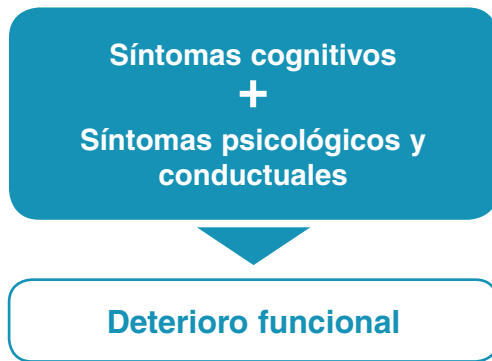 Síntomas cognitivos
+
Síntomas psicológicos y
conductuales
Deterioro funcional